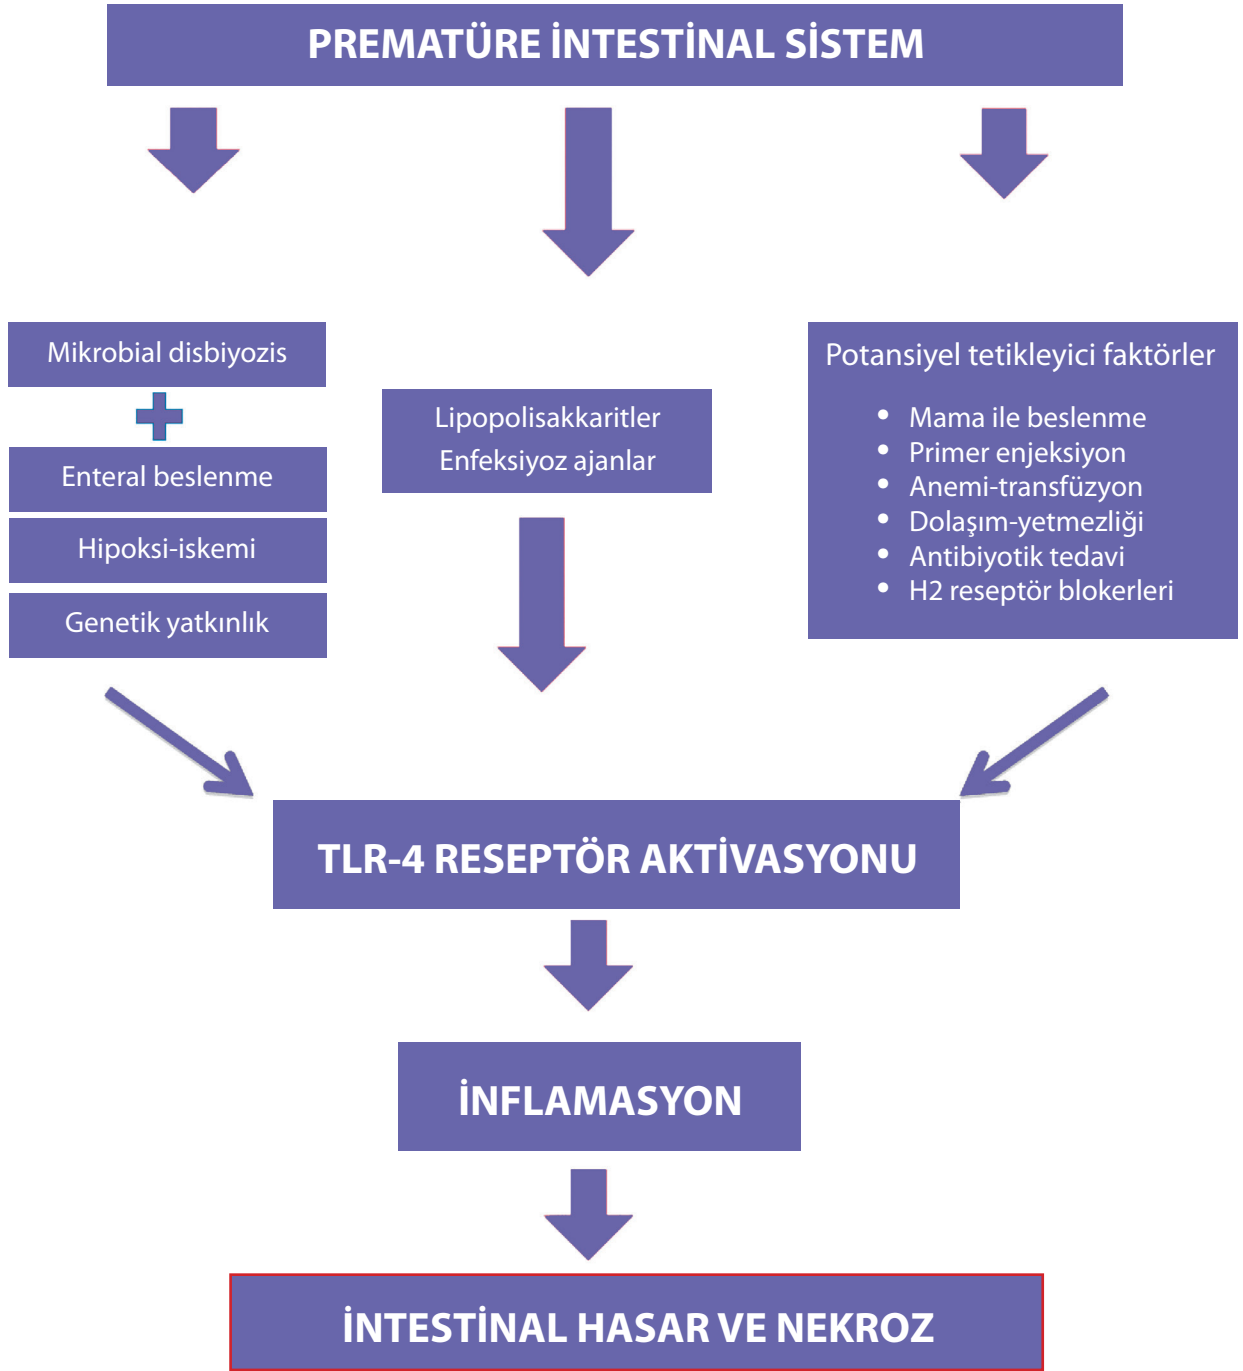 PREMATÜRE İNTESTİNAL SİSTEM
Mikrobial disbiyozis
Enteral beslenme
Hipoksi-iskemi
Genetik yatkınlık
Lipopolisakkaritler
Enfeksiyoz ajanlar
Potansiyel tetikleyici faktörler
• Mama ile beslenme
• Primer enjeksiyon
• Anemi-transfüzyon
• Dolaşım-yetmezliği
• Antibiyotik tedavi
• H2 reseptör blokerleri
TLR-4 RESEPTÖR AKTİVASYONU
İNFLAMASYON
İNTESTİNAL HASAR VE NEKROZ